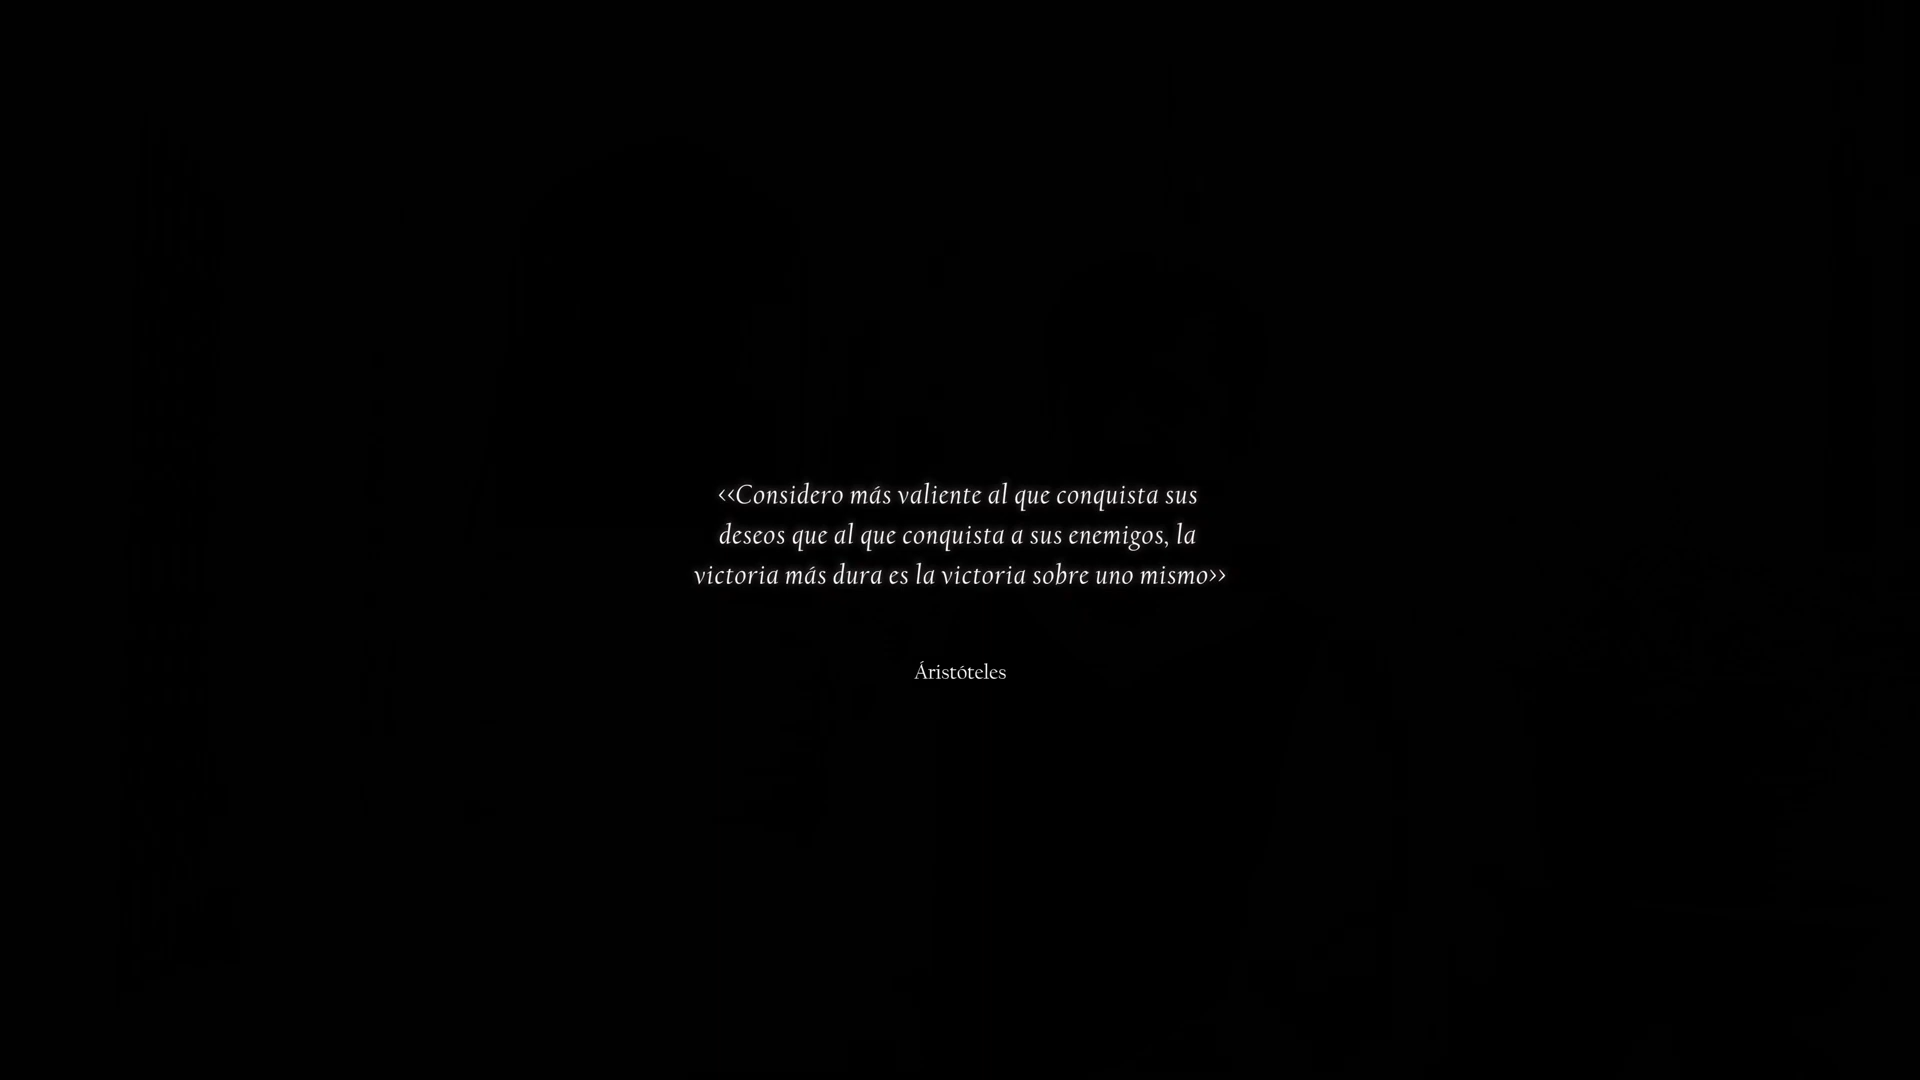 ‹‹Considero más valiente al que conquista sus
deseos que al que conquista a sus enemigos, la
victoria más dura es la victoria sobre uno mismo››
Áristóteles